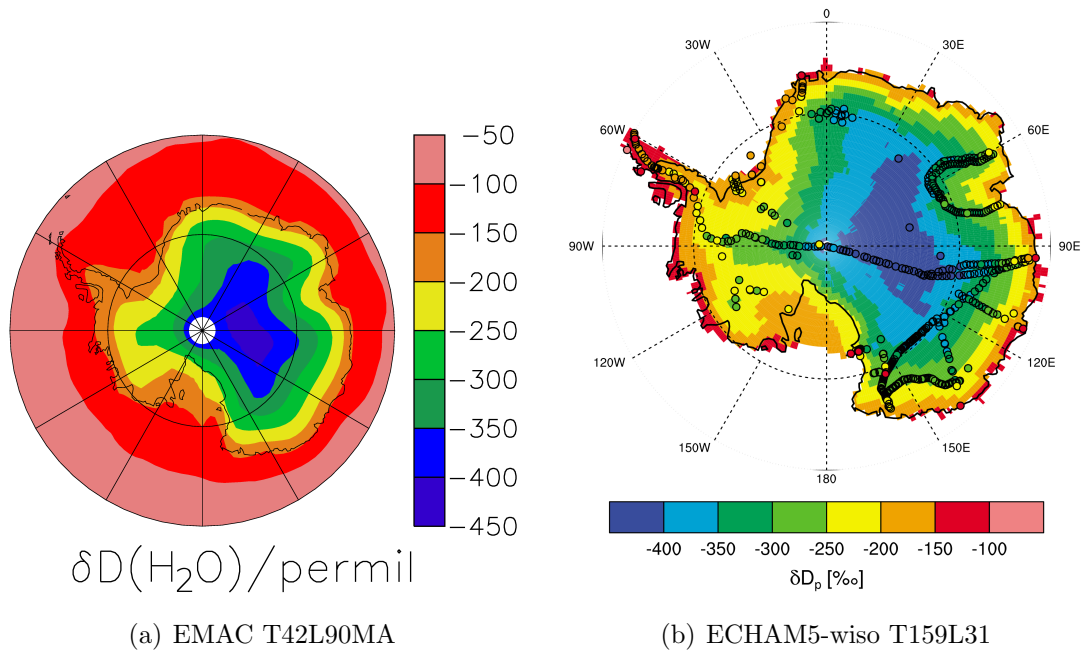 −50
−100
−150
−200
−250
−300
−350
−400
−450
δD(H₂O)/permil
(a) EMAC T42L90MA
0
30W
30E
60W
60E
90W
90E
120W
120E
150W
150E
180
-400 -350 -300 -250 -200 -150 -100
δDₚ [‰]
(b) ECHAM5-wiso T159L31